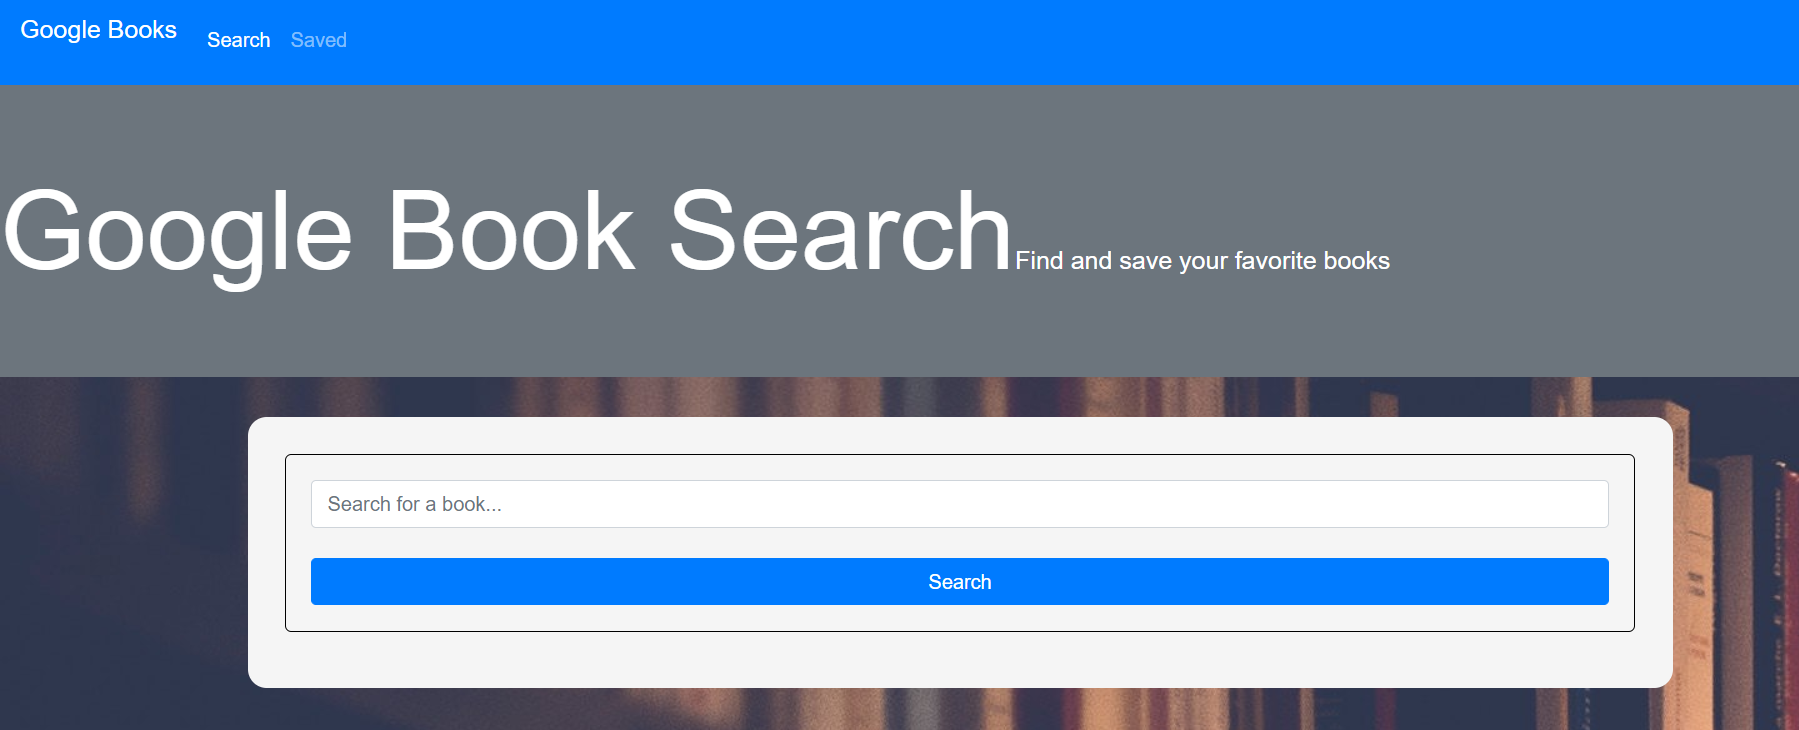 Google Books
Search Saved
Google Book Search Find and save your favorite books
Search for a book...
Search